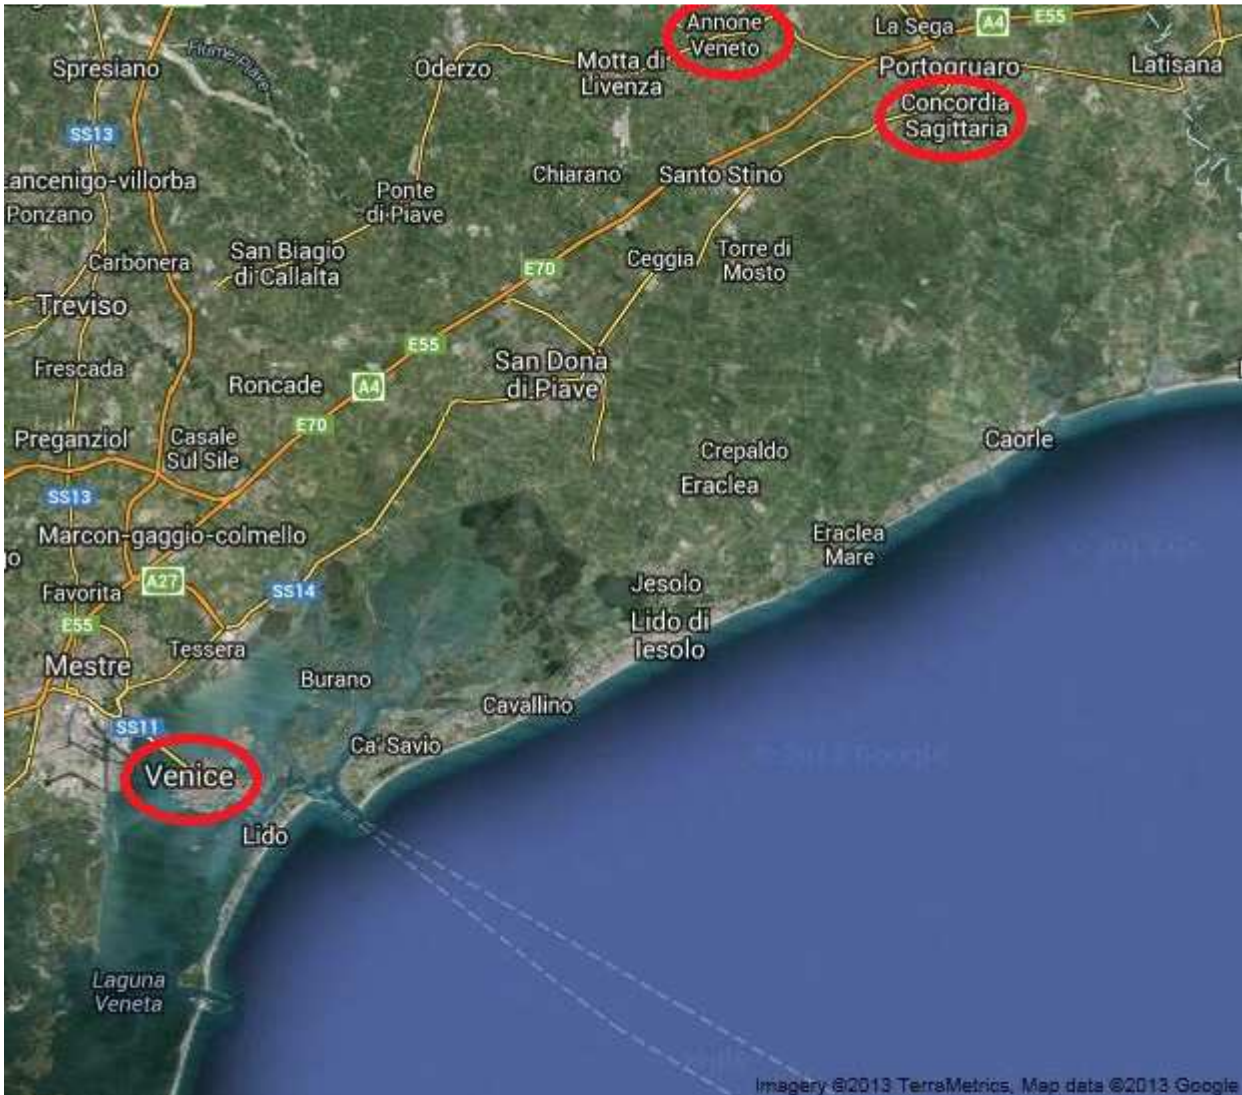 Annone
Veneto
La Sega
A4
E55
Fiume Piave
Spresiano
Oderzo
Motta di
Livenza
Portogruaro
Latisana
Concordia
Sagittaria
SS13
Lancenigo-villorba
Chiarano
Santo Stino
Ponzano
Ponte
di Piave
San Biagio
di Callalta
Carbonera
Ceggia
Torre di
Mosto
E70
Treviso
E55
San Donà
di Piave
Frescada
Roncade
A4
E70
Preganziol
Casale
Sul Sile
Caorle
Crepaldo
Eraclea
SS13
Marcon-gaggio-colmello
Eraclea
Mare
go
A27
Favorita
SS14
Jesolo
E55
Lido di
Iesolo
Tessera
Mestre
Burano
Cavallino
SS11
Ca' Savio
Venice
Lido
Laguna
Veneta
Imagery ©2013 TerraMetrics, Map data ©2013 Google